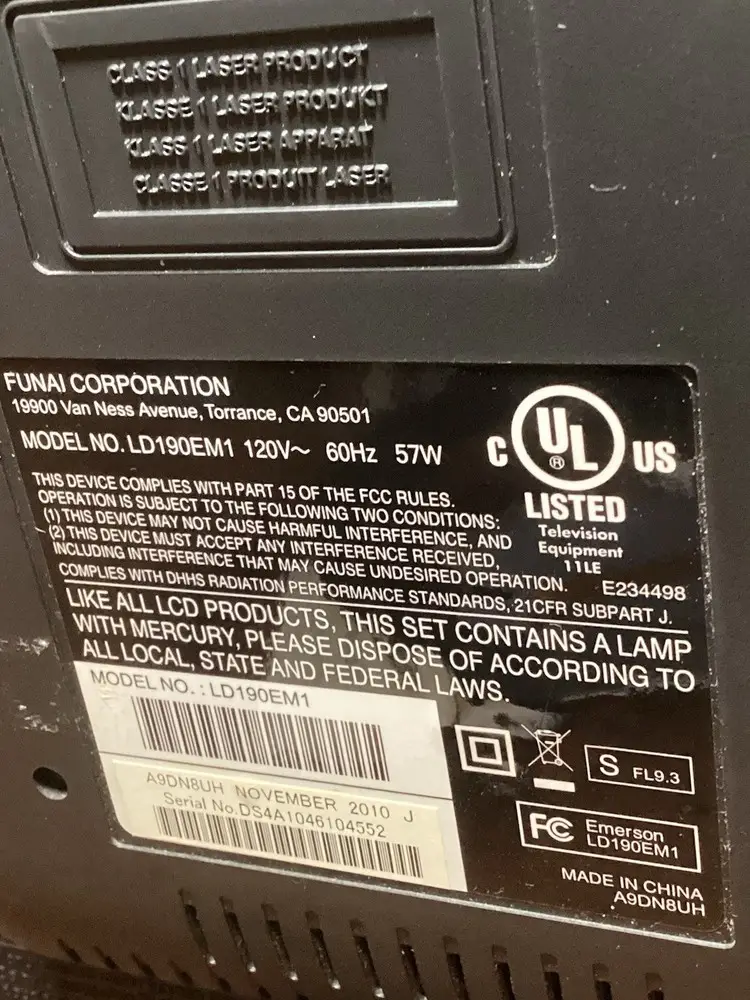 CLASS 1 LASER PRODUCT
KLASSE 1 LASER PRODUKT
KLASS 1 LASER APPARAT
CLASSE 1 PRODUIT LASER
FUNAI CORPORATION
19900 Van Ness Avenue, Torrance, CA 90501
MODEL NO. LD190EM1 120V~ 60Hz 57W
C UL ® US
LISTED
Television
Equipment
11LE
E234498
THIS DEVICE COMPLIES WITH PART 15 OF THE FCC RULES.
OPERATION IS SUBJECT TO THE FOLLOWING TWO CONDITIONS:
(1) THIS DEVICE MAY NOT CAUSE HARMFUL INTERFERENCE, AND
(2) THIS DEVICE MUST ACCEPT ANY INTERFERENCE RECEIVED,
INCLUDING INTERFERENCE THAT MAY CAUSE UNDESIRED OPERATION.
COMPLIES WITH DHHS RADIATION PERFORMANCE STANDARDS, 21CFR SUBPART J.
LIKE ALL LCD PRODUCTS, THIS SET CONTAINS A LAMP
WITH MERCURY, PLEASE DISPOSE OF ACCORDING TO
ALL LOCAL, STATE AND FEDERAL LAWS.
MODEL NO. : LD190EM1
A9DN8UH NOVEMBER 2010 J
Serial No.DS4A1046104552
S FL9.3
FC Emerson
LD190EM1
MADE IN CHINA
A9DN8UH